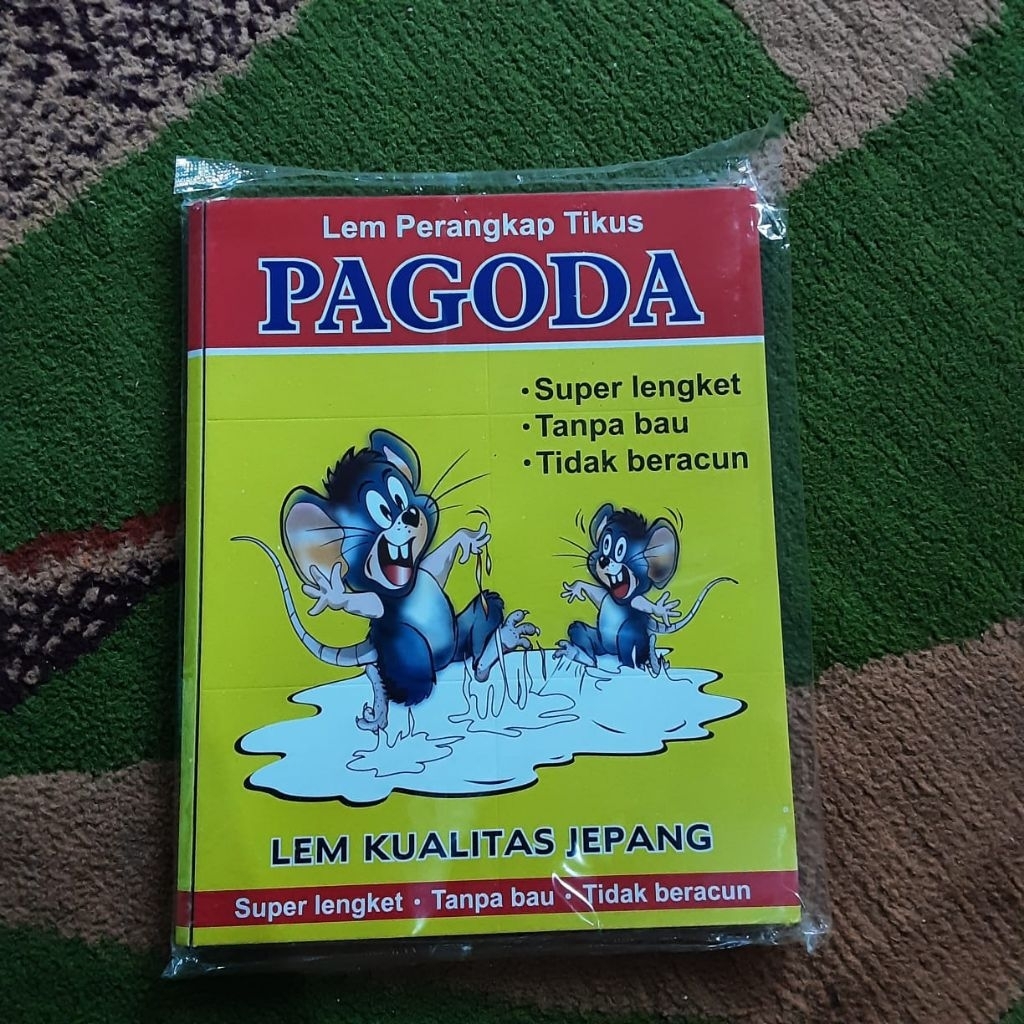 Lem Perangkap Tikus
PAGODA
• Super lengket
• Tanpa bau
• Tidak beracun
LEM KUALITAS JEPANG
Super lengket • Tanpa bau • Tidak beracun